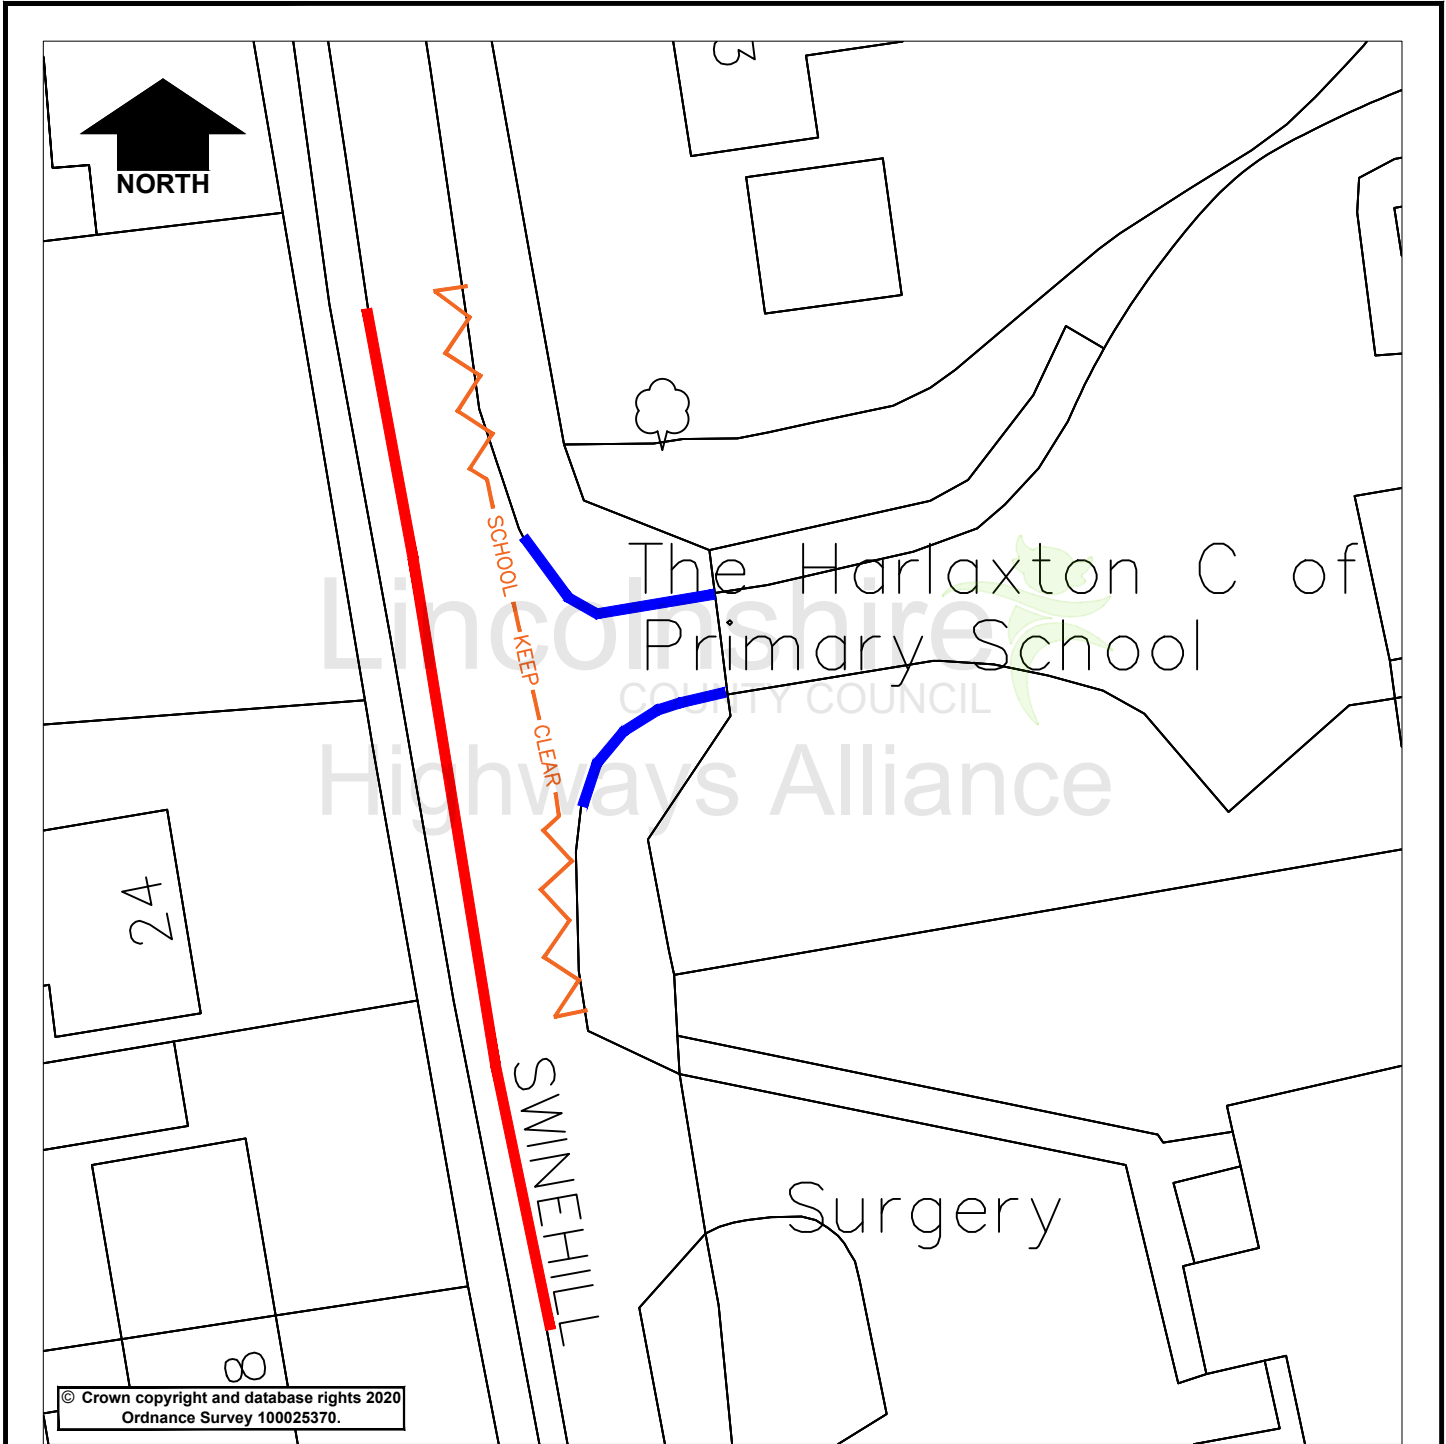 3
NORTH
SCHOOL KEEP CLEAR
The Harlaxton C of
Primary School
Lincolnshire
COUNTY COUNCIL
Highways Alliance
24
SWINEHILL
Surgery
8
© Crown copyright and database rights 2020
Ordnance Survey 100025370.